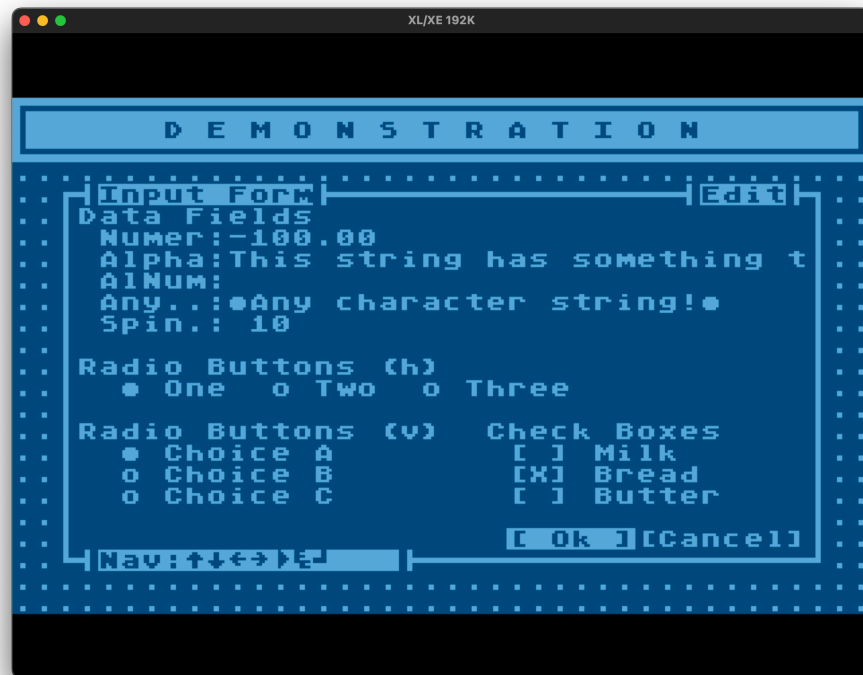 XL/XE 192K
D E M O N S T R A T I O N
Input Form Edit
Data Fields
Numer:-100.00
Alpha:This string has something t
AlNum:
Any..:●Any character string!●
Spin.: 10
Radio Buttons (h)
● One o Two o Three
Radio Buttons (v) Check Boxes
● Choice A [ ] Milk
o Choice B [X] Bread
o Choice C [ ] Butter
[ Ok ] [Cancel]
Nav:↑↓←→